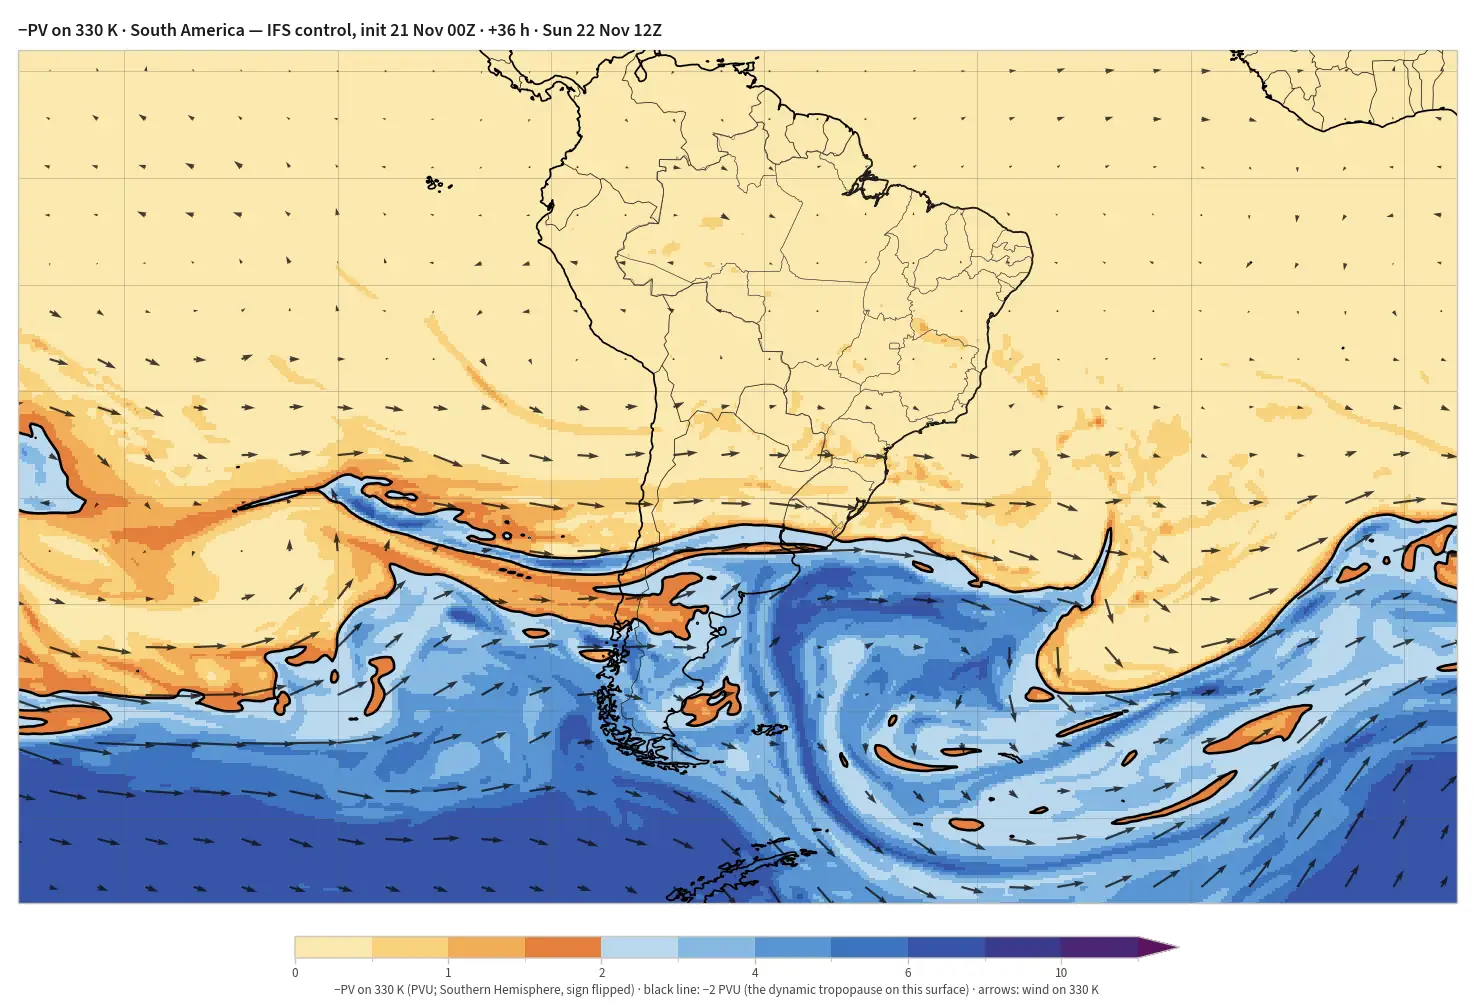 −PV on 330 K · South America — IFS control, init 21 Nov 00Z · +36 h · Sun 22 Nov 12Z
0 1 2 4 6 10
−PV on 330 K (PVU; Southern Hemisphere, sign flipped) · black line: −2 PVU (the dynamic tropopause on this surface) · arrows: wind on 330 K